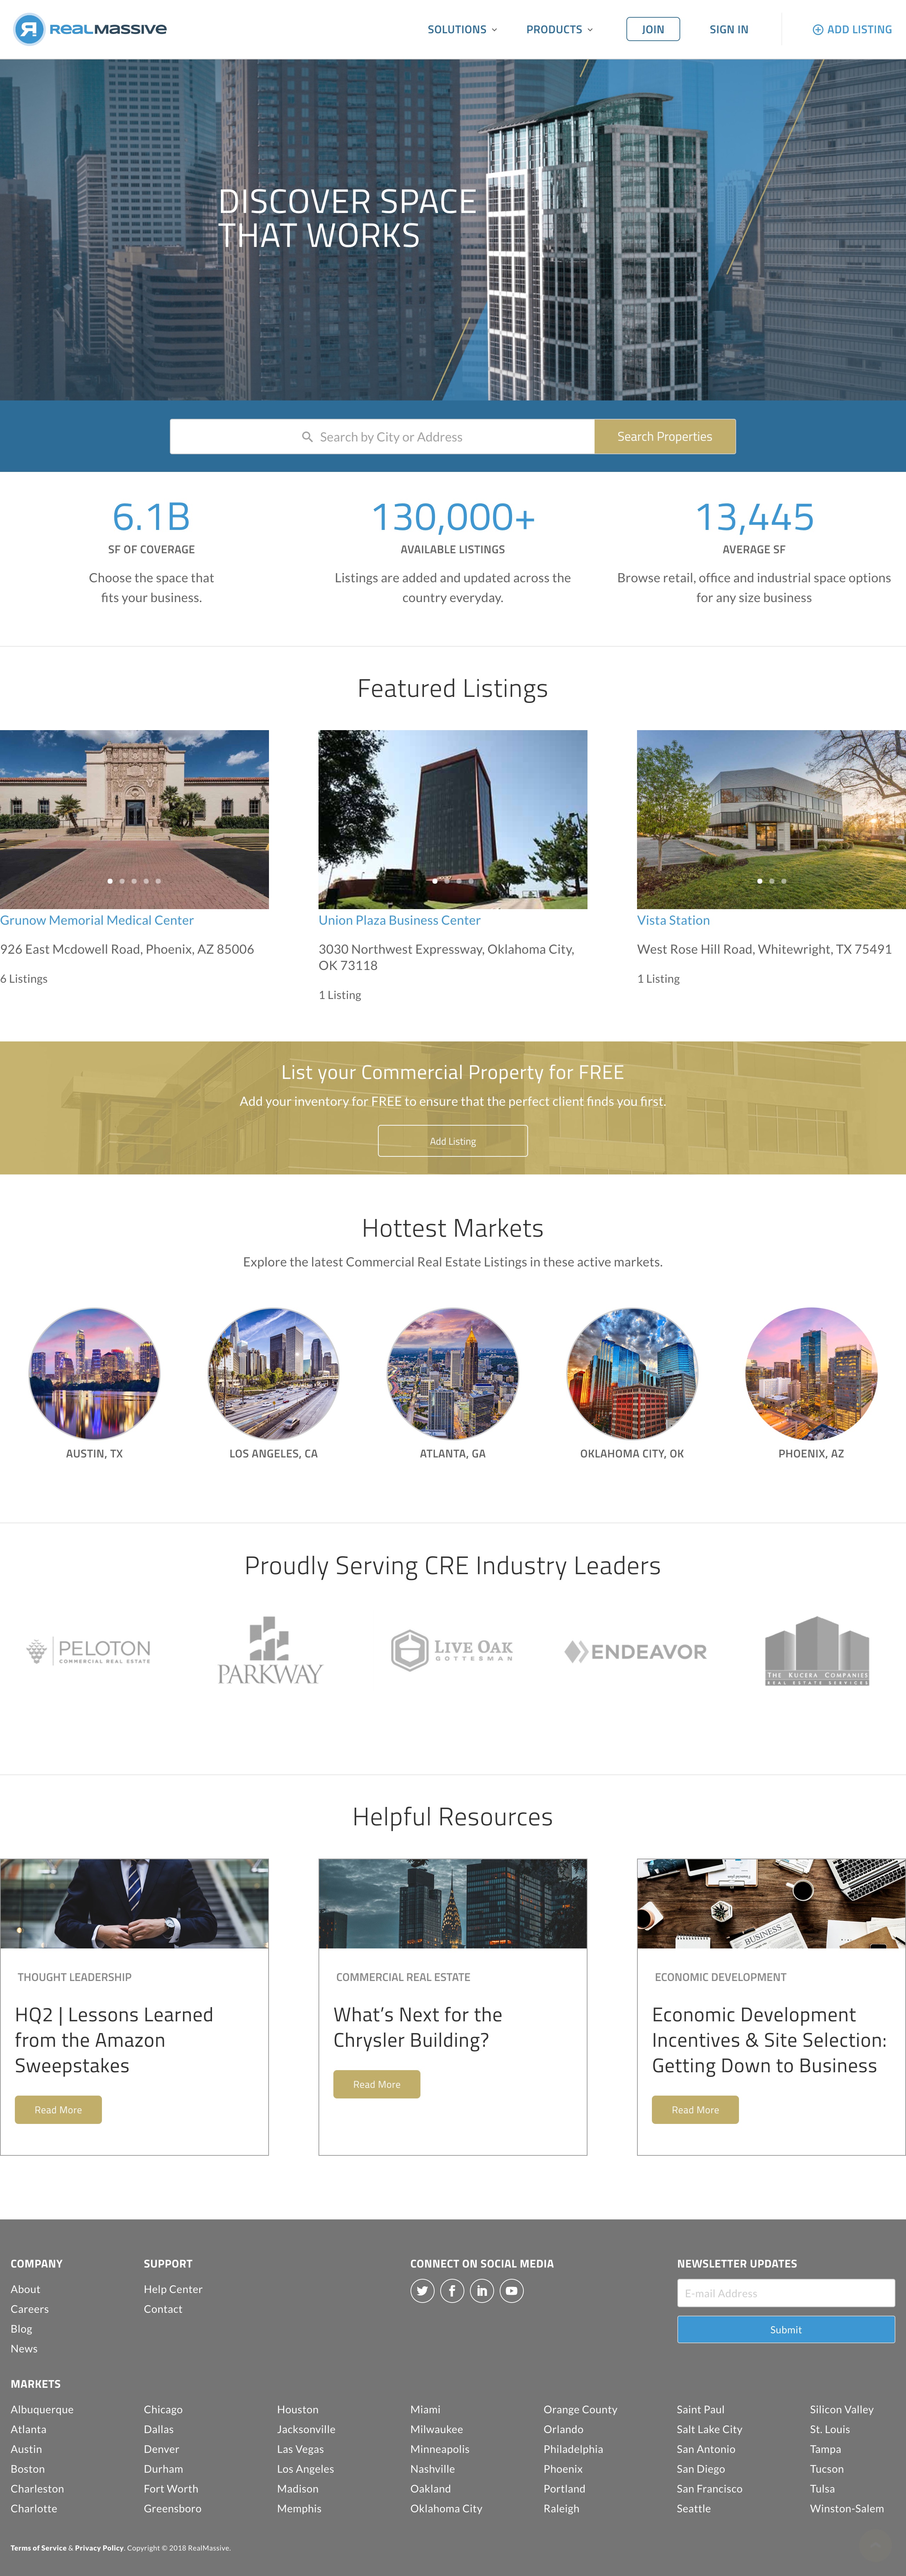 REALMASSIVE
SOLUTIONS
PRODUCTS
JOIN
SIGN IN
ADD LISTING
DISCOVER SPACE
THAT WORKS
Search by City or Address
Search Properties
6.1B
SF OF COVERAGE
Choose the space that
fits your business.
130,000+
AVAILABLE LISTINGS
Listings are added and updated across the
country everyday.
13,445
AVERAGE SF
Browse retail, office and industrial space options
for any size business
Featured Listings
Grunow Memorial Medical Center
926 East Mcdowell Road, Phoenix, AZ 85006
6 Listings
Union Plaza Business Center
3030 Northwest Expressway, Oklahoma City,
OK 73118
1 Listing
Vista Station
West Rose Hill Road, Whitewright, TX 75491
1 Listing
List your Commercial Property for FREE
Add your inventory for FREE to ensure that the perfect client finds you first.
Add Listing
Hottest Markets
Explore the latest Commercial Real Estate Listings in these active markets.
AUSTIN, TX
LOS ANGELES, CA
ATLANTA, GA
OKLAHOMA CITY, OK
PHOENIX, AZ
Proudly Serving CRE Industry Leaders
PELOTON
COMMERCIAL REAL ESTATE
PARKWAY
LIVE OAK
GOTTESMAN
ENDEAVOR
THE KUCERA COMPANIES
REAL ESTATE SERVICES
Helpful Resources
THOUGHT LEADERSHIP
HQ2 | Lessons Learned
from the Amazon
Sweepstakes
Read More
COMMERCIAL REAL ESTATE
What's Next for the
Chrysler Building?
Read More
BUSINESS
ECONOMIC DEVELOPMENT
Economic Development
Incentives & Site Selection:
Getting Down to Business
Read More
COMPANY
About
Careers
Blog
News
SUPPORT
Help Center
Contact
CONNECT ON SOCIAL MEDIA
NEWSLETTER UPDATES
E-mail Address
Submit
MARKETS
Albuquerque
Atlanta
Austin
Boston
Charleston
Charlotte
Chicago
Dallas
Denver
Durham
Fort Worth
Greensboro
Houston
Jacksonville
Las Vegas
Los Angeles
Madison
Memphis
Miami
Milwaukee
Minneapolis
Nashville
Oakland
Oklahoma City
Orange County
Orlando
Philadelphia
Phoenix
Portland
Raleigh
Saint Paul
Salt Lake City
San Antonio
San Diego
San Francisco
Seattle
Silicon Valley
St. Louis
Tampa
Tucson
Tulsa
Winston-Salem
Terms of Service & Privacy Policy. Copyright © 2018 RealMassive.